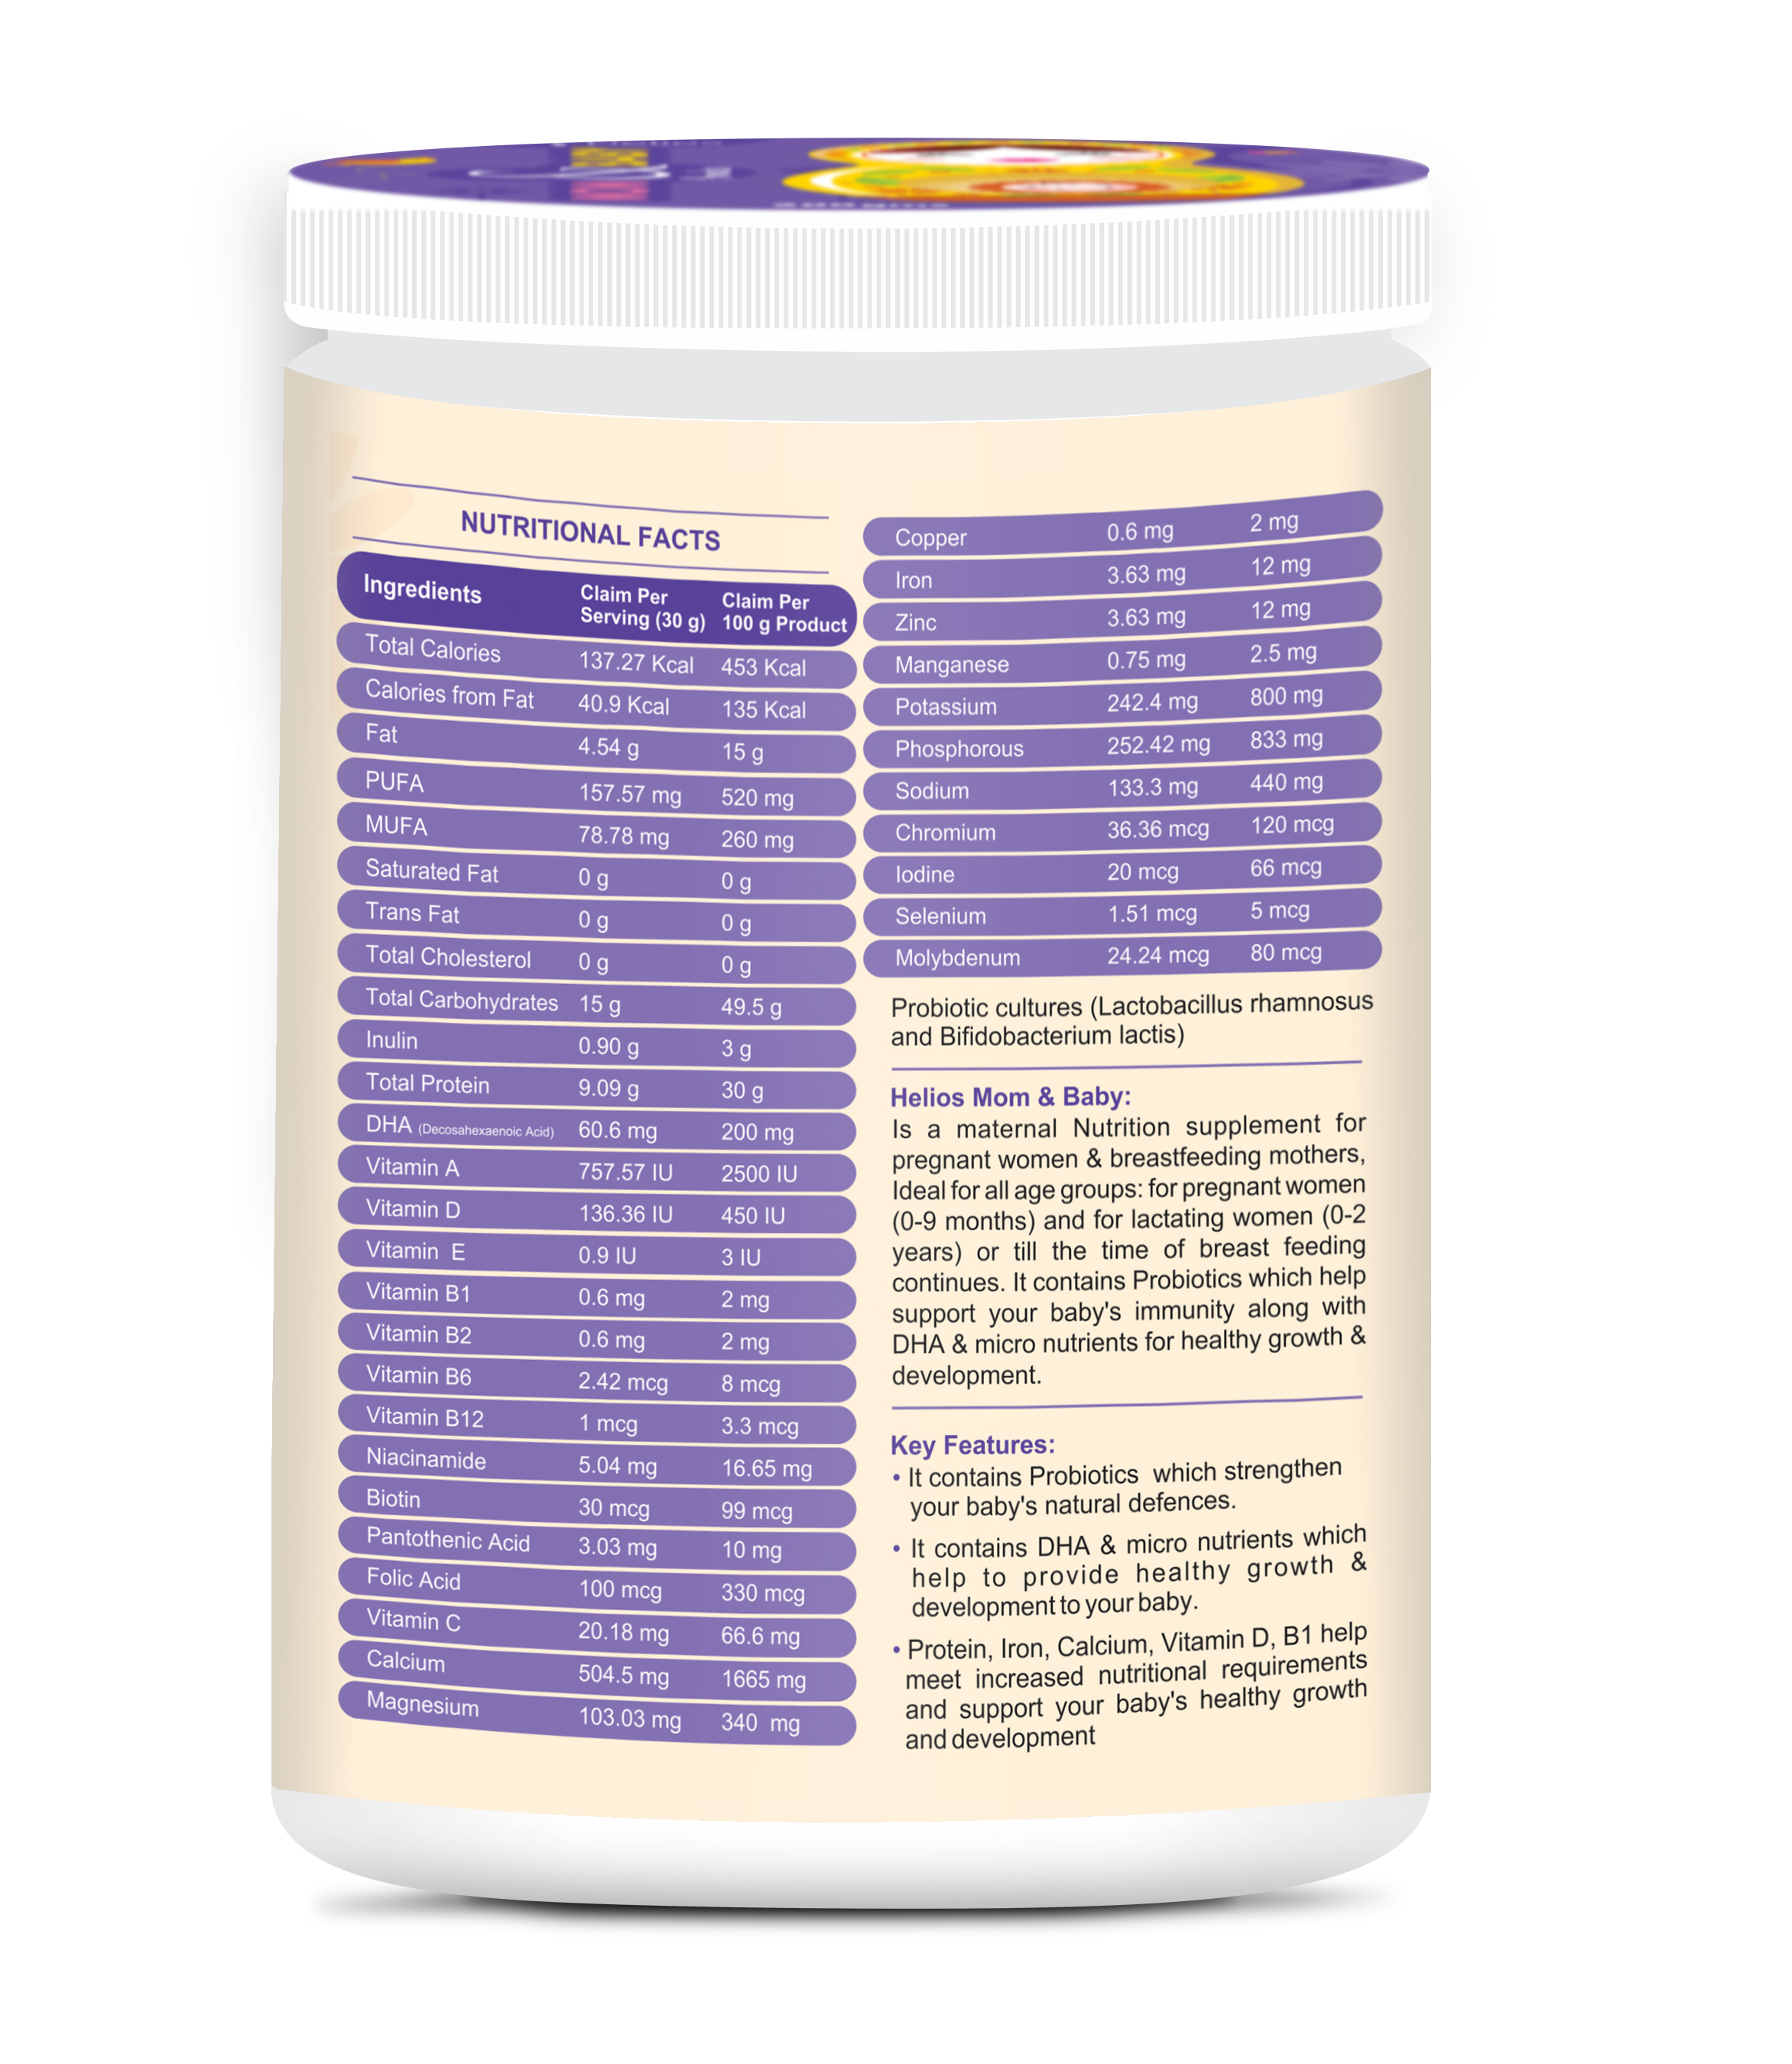 NUTRITIONAL FACTS
Ingredients Claim Per Serving (30 g) Claim Per 100 g Product
Total Calories 137.27 Kcal 453 Kcal
Calories from Fat 40.9 Kcal 135 Kcal
Fat 4.54 g 15 g
PUFA 157.57 mg 520 mg
MUFA 78.78 mg 260 mg
Saturated Fat 0 g 0 g
Trans Fat 0 g 0 g
Total Cholesterol 0 g 0 g
Total Carbohydrates 15 g 49.5 g
Inulin 0.90 g 3 g
Total Protein 9.09 g 30 g
DHA (Decosahexaenoic Acid) 60.6 mg 200 mg
Vitamin A 757.57 IU 2500 IU
Vitamin D 136.36 IU 450 IU
Vitamin E 0.9 IU 3 IU
Vitamin B1 0.6 mg 2 mg
Vitamin B2 0.6 mg 2 mg
Vitamin B6 2.42 mcg 8 mcg
Vitamin B12 1 mcg 3.3 mcg
Niacinamide 5.04 mg 16.65 mg
Biotin 30 mcg 99 mcg
Pantothenic Acid 3.03 mg 10 mg
Folic Acid 100 mcg 330 mcg
Vitamin C 20.18 mg 66.6 mg
Calcium 504.5 mg 1665 mg
Magnesium 103.03 mg 340 mg
Copper 0.6 mg 2 mg
Iron 3.63 mg 12 mg
Zinc 3.63 mg 12 mg
Manganese 0.75 mg 2.5 mg
Potassium 242.4 mg 800 mg
Phosphorous 252.42 mg 833 mg
Sodium 133.3 mg 440 mg
Chromium 36.36 mcg 120 mcg
Iodine 20 mcg 66 mcg
Selenium 1.51 mcg 5 mcg
Molybdenum 24.24 mcg 80 mcg
Probiotic cultures (Lactobacillus rhamnosus
and Bifidobacterium lactis)
Helios Mom & Baby:
Is a maternal Nutrition supplement for
pregnant women & breastfeeding mothers,
Ideal for all age groups: for pregnant women
(0-9 months) and for lactating women (0-2
years) or till the time of breast feeding
continues. It contains Probiotics which help
support your baby's immunity along with
DHA & micro nutrients for healthy growth &
development.
Key Features:
• It contains Probiotics which strengthen
your baby's natural defences.
• It contains DHA & micro nutrients which
help to provide healthy growth &
development to your baby.
• Protein, Iron, Calcium, Vitamin D, B1 help
meet increased nutritional requirements
and support your baby's healthy growth
and development